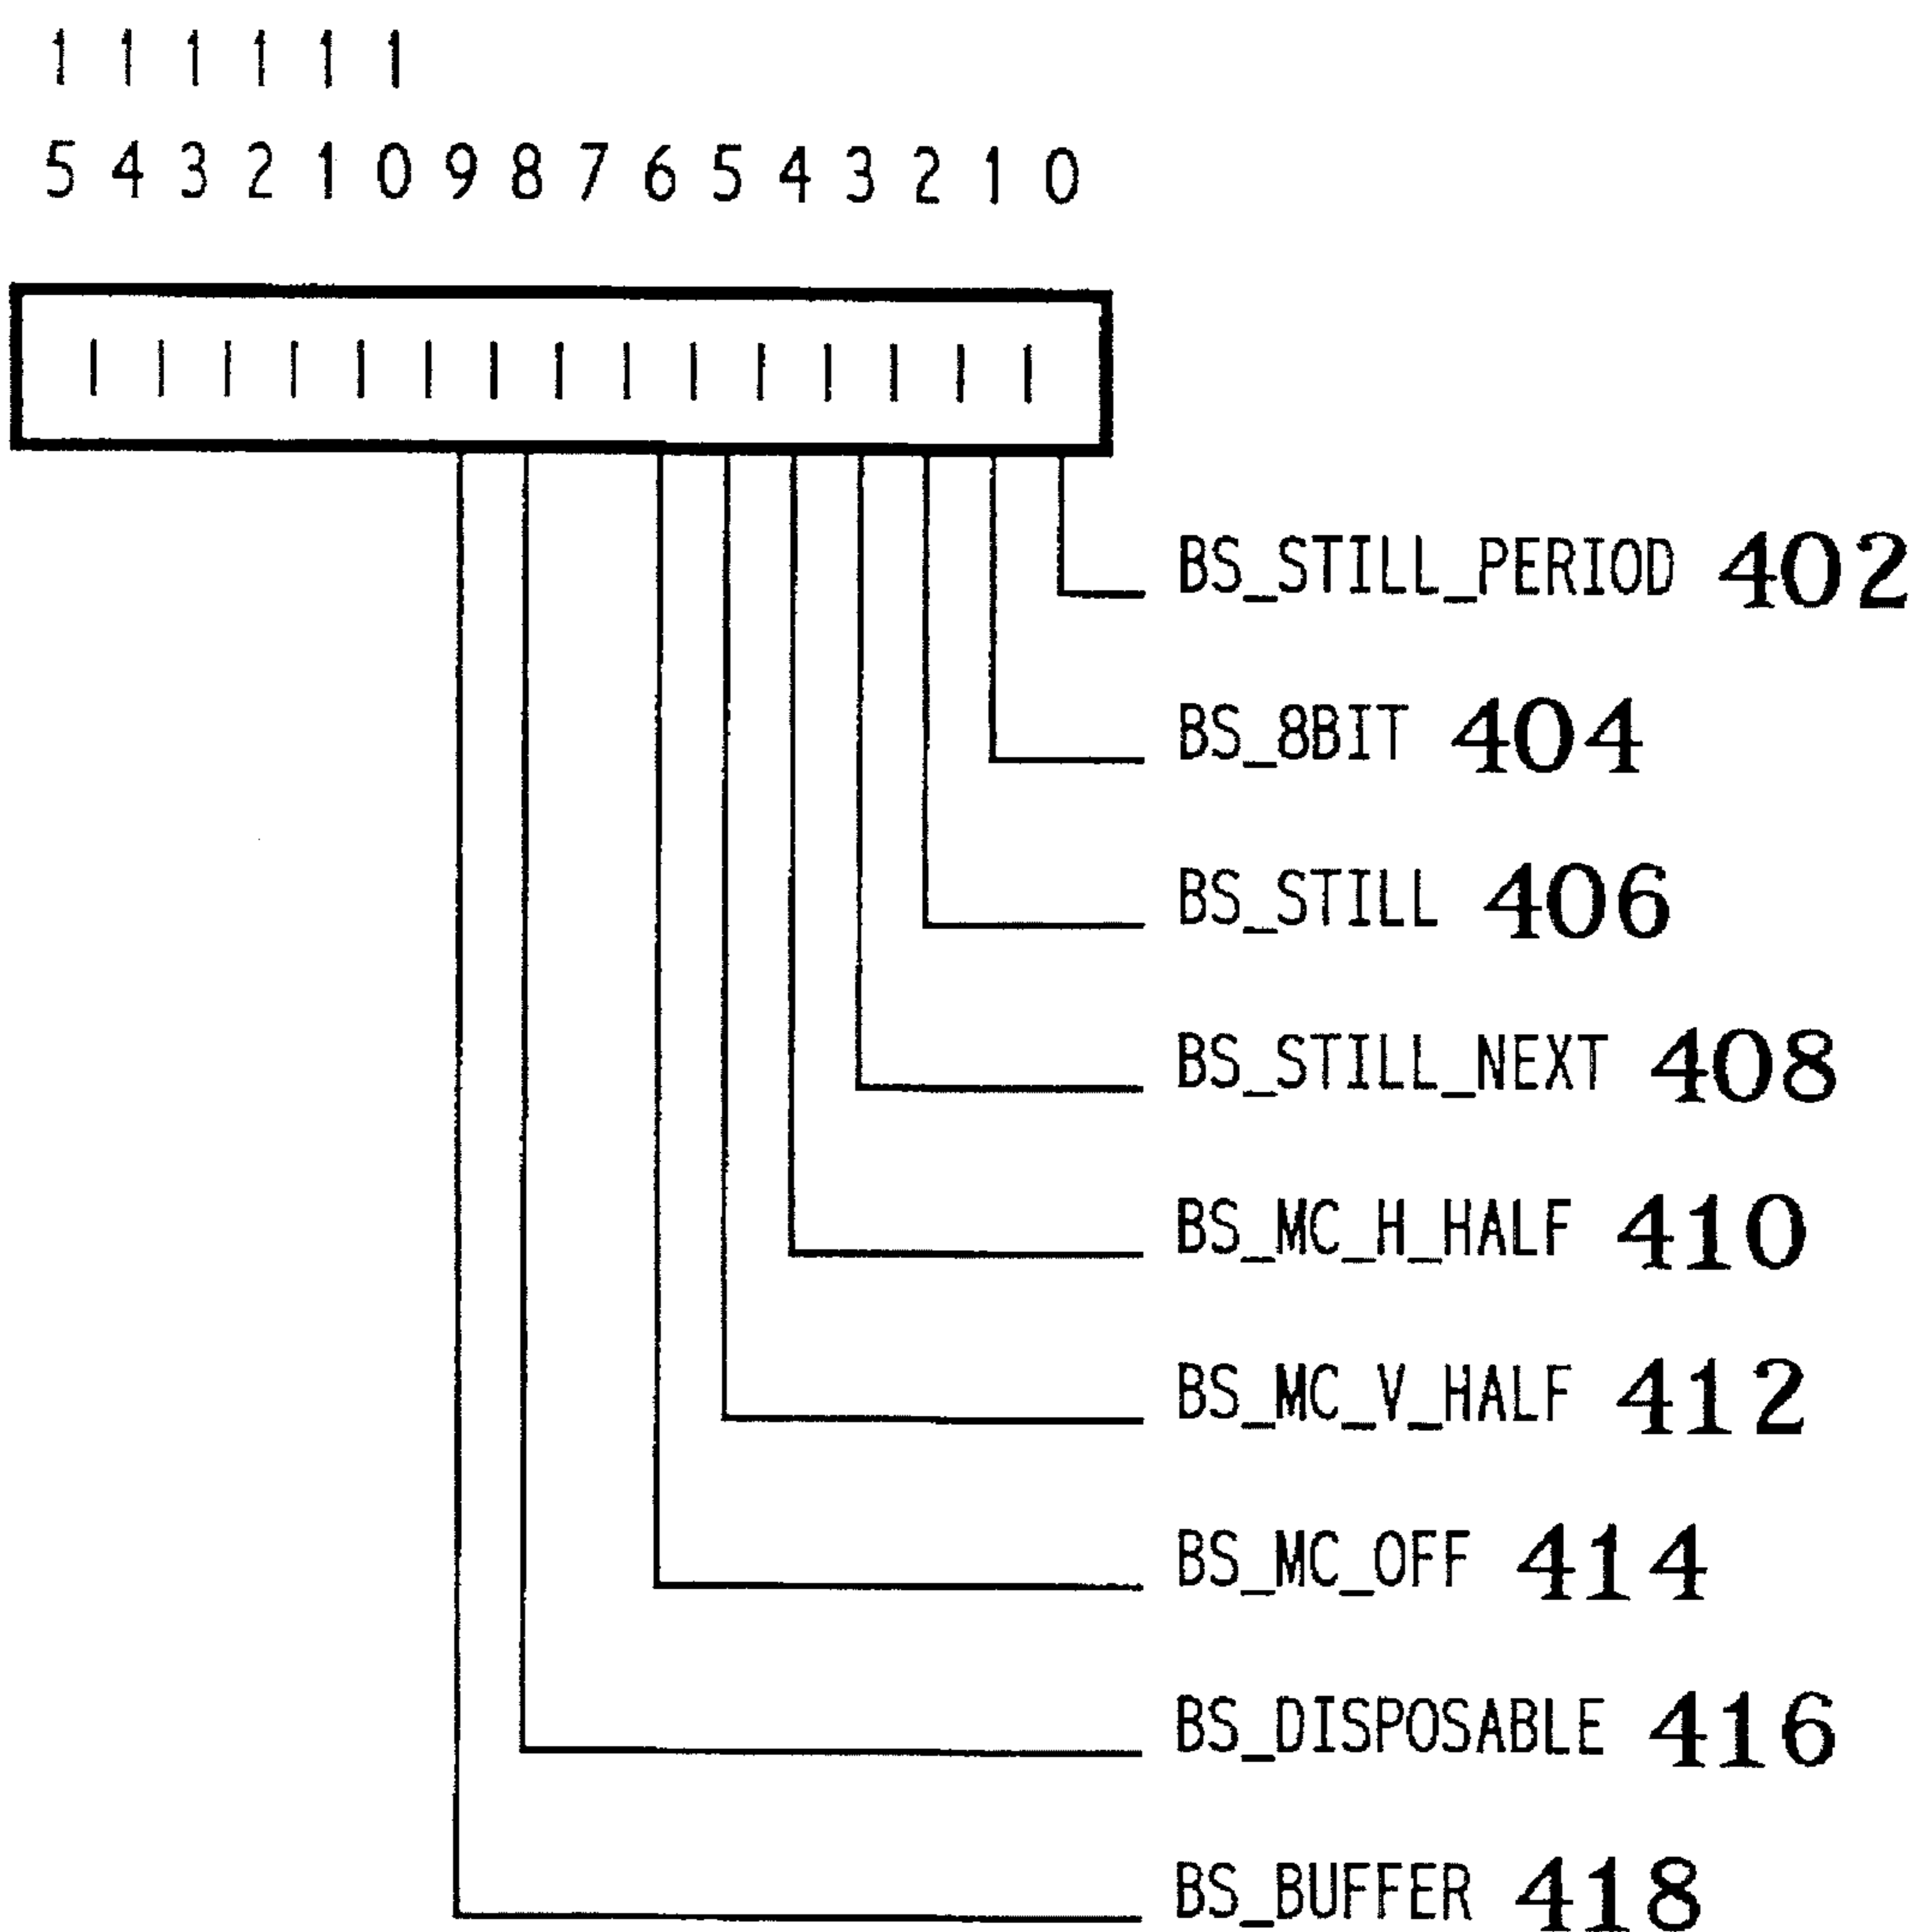 1 1 1 1 1 1
5 4 3 2 1 0 9 8 7 6 5 4 3 2 1 0
BS_STILL_PERIOD 402
BS_8BIT 404
BS_STILL 406
BS_STILL_NEXT 408
BS_MC_H_HALF 410
BS_MC_V_HALF 412
BS_MC_OFF 414
BS_DISPOSABLE 416
BS_BUFFER 418